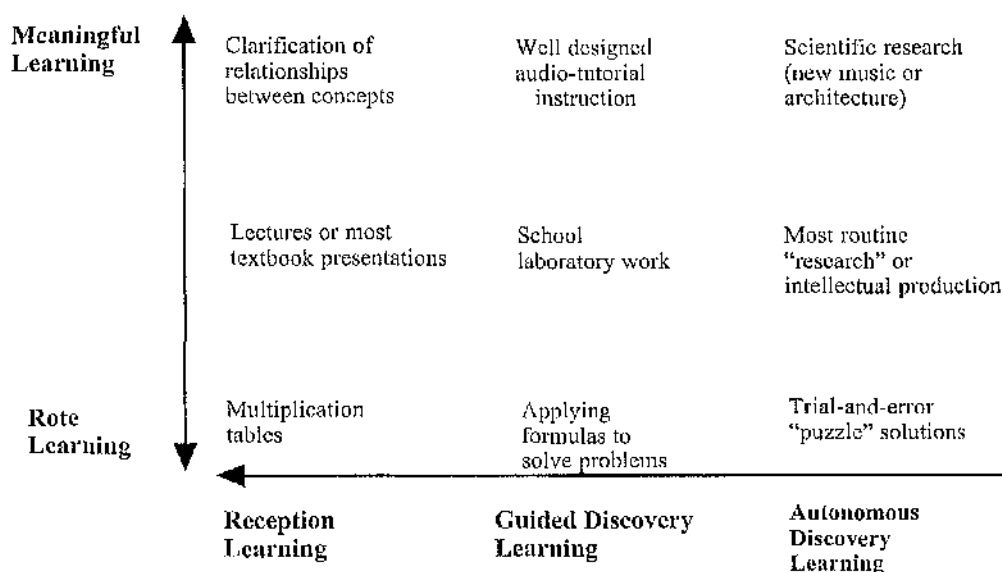 Meaningful
Learning
Clarification of
relationships
between concepts
Well designed
audio-tutorial
instruction
Scientific research
(new music or
architecture)
Lectures or most
textbook presentations
School
laboratory work
Most routine
“research” or
intellectual production
Rote
Learning
Multiplication
tables
Applying
formulas to
solve problems
Trial-and-error
“puzzle” solutions
Reception
Learning
Guided Discovery
Learning
Autonomous
Discovery
Learning